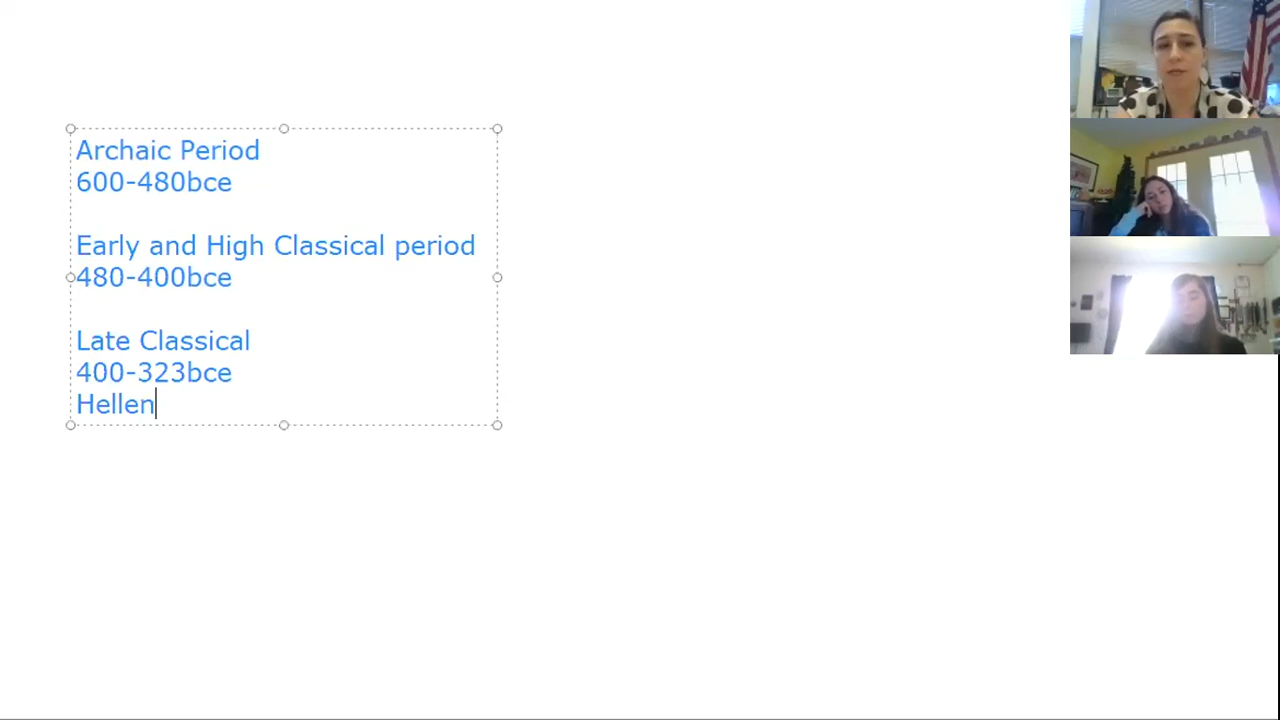 Archaic Period
600-480bce
Early and High Classical period
480-400bce
Late Classical
400-323bce
Hellen